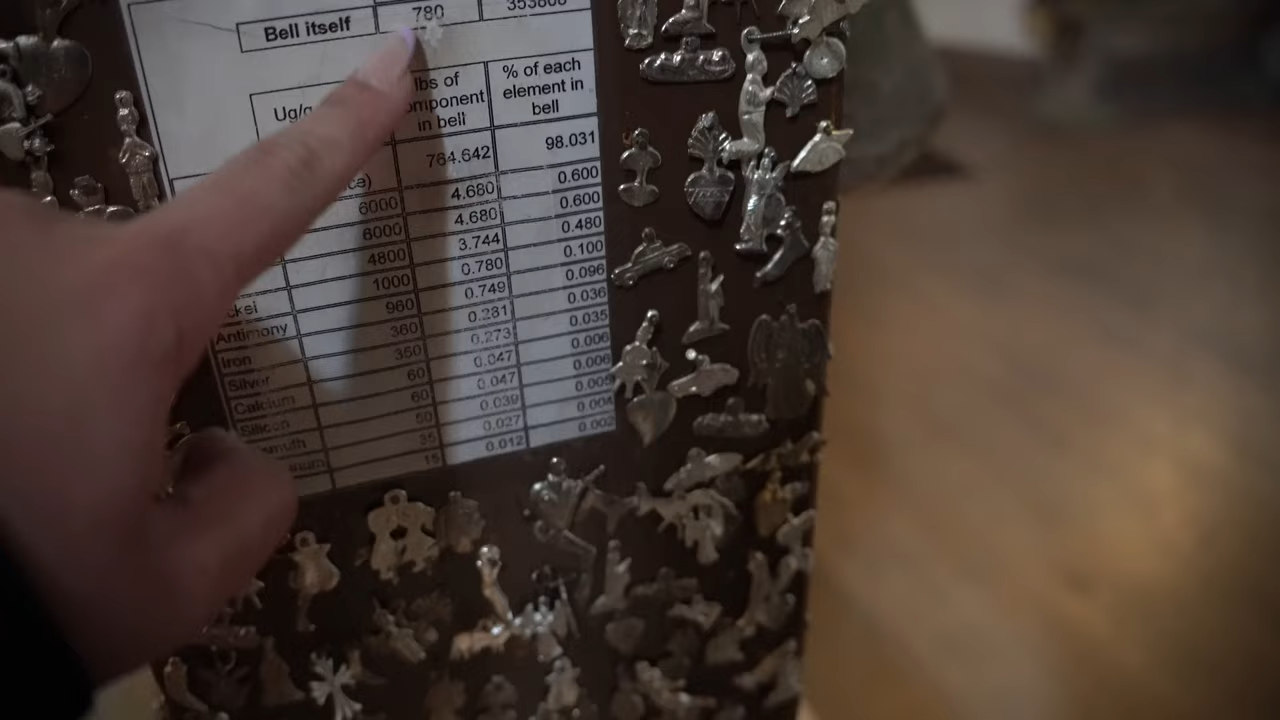 Bell itself 780 353808
Ug/g lbs of component in bell % of each element in bell
764.642 98.031
6000 4.680 0.600
6000 4.680 0.600
4800 3.744 0.480
1000 0.780 0.100
960 0.749 0.096
Antimony 360 0.281 0.036
Iron 350 0.273 0.035
Silver 60 0.047 0.006
Calcium 60 0.047 0.006
Silicon 50 0.039 0.005
35 0.027 0.004
15 0.012 0.002